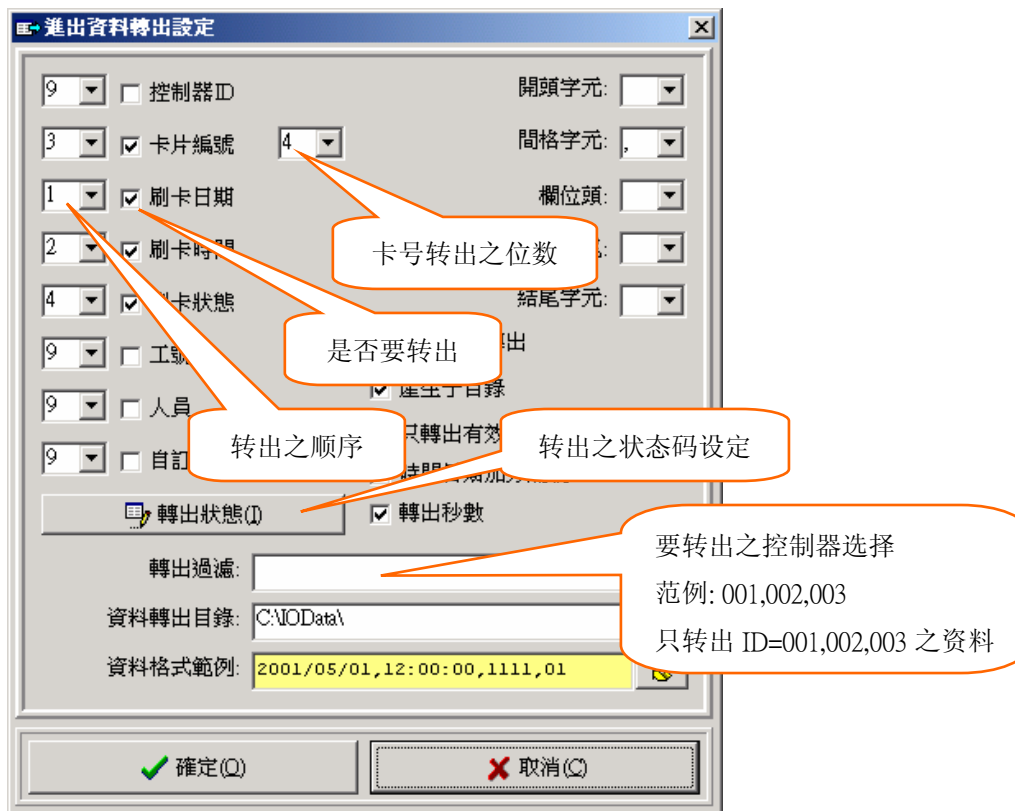 進出資料轉出設定
9 控制器ID 開頭字元:
3 卡片編號 4 間格字元: ,
1 刷卡日期 欄位頭:
2 刷卡時間
卡号转出之位数
4 刷卡狀態 結尾字元:
是否要转出 出
9 工號
產生子目錄
9 人員
只轉出有效
转出之顺序
转出之状态码设定
9 自訂
轉出狀態(I) 轉出秒數
轉出過濾:
要转出之控制器选择
范例: 001,002,003
只转出 ID=001,002,003 之资料
資料轉出目錄: C:\IOData\
資料格式範例: 2001/05/01,12:00:00,1111,01
確定(O) 取消(C)